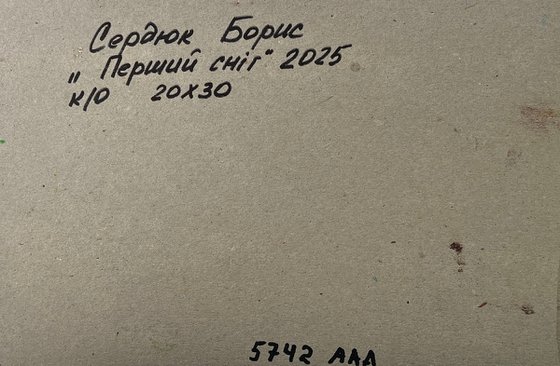 Сердюк Борис
„Перший сніг" 2025
к/о 20х30
5742 AAA